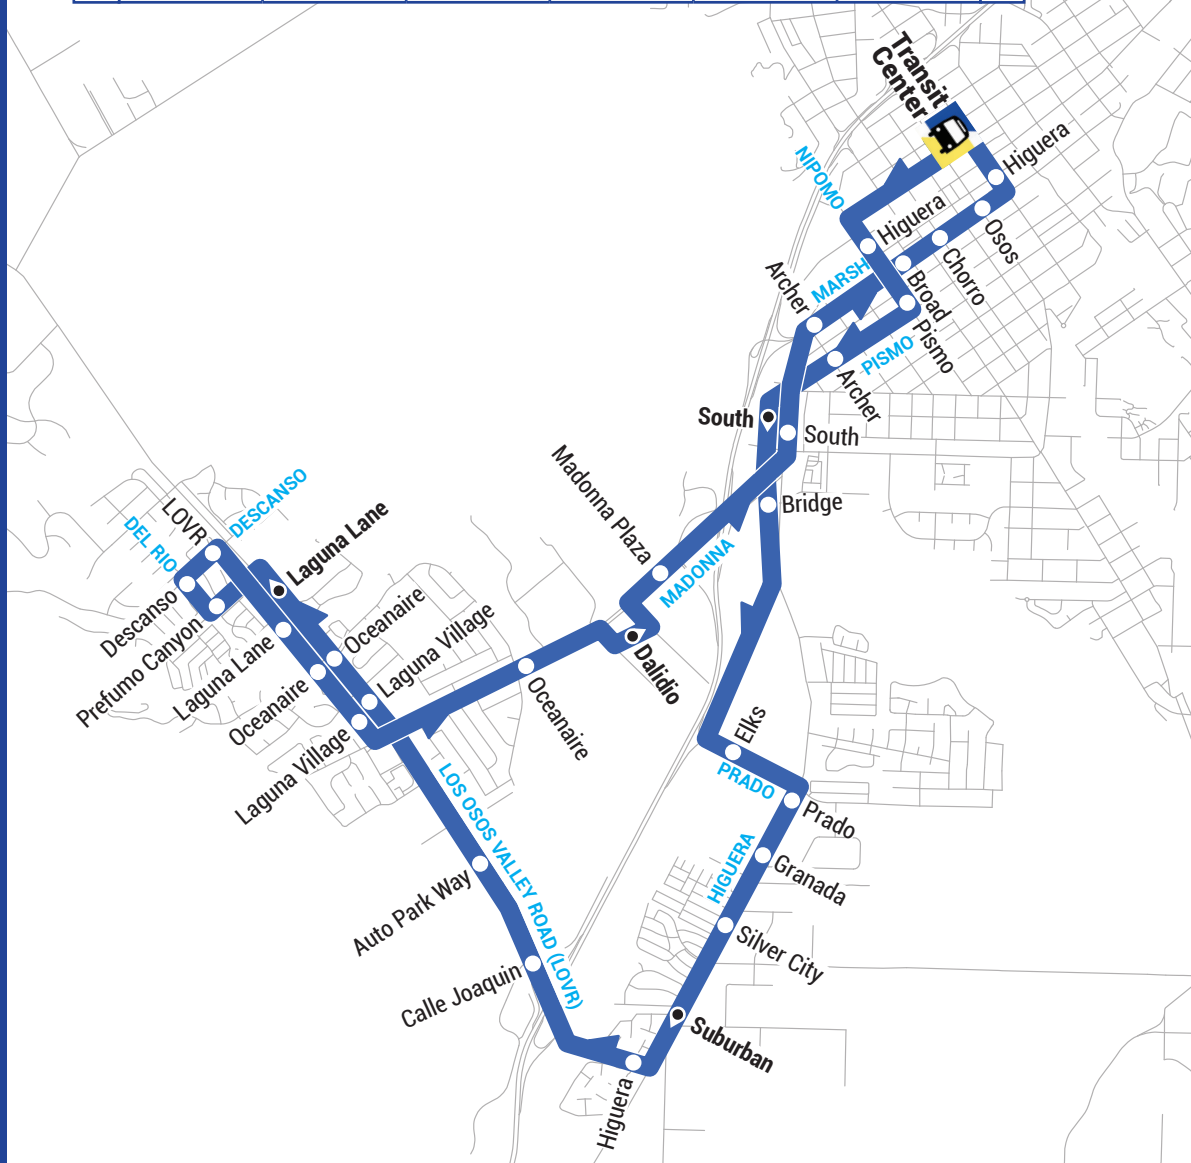 Transit
Center
Higuera
NIPOMO
Higuera
Osos
Chorro
Archer
MARSH
Broad
Pismo
PISMO
Archer
South
South
Madonna Plaza
Bridge
MADONNA
LOVR
DESCANSO
DEL RIO
Laguna Lane
Descanso
Prefumo Canyon
Oceanaire
Laguna Lane
Laguna Village
Oceanaire
Dalidio
Oceanaire
Laguna Village
Elks
PRADO
Prado
LOS OSOS VALLEY ROAD (LOVR)
HIGUERA
Granada
Auto Park Way
Silver City
Calle Joaquin
Suburban
Higuera